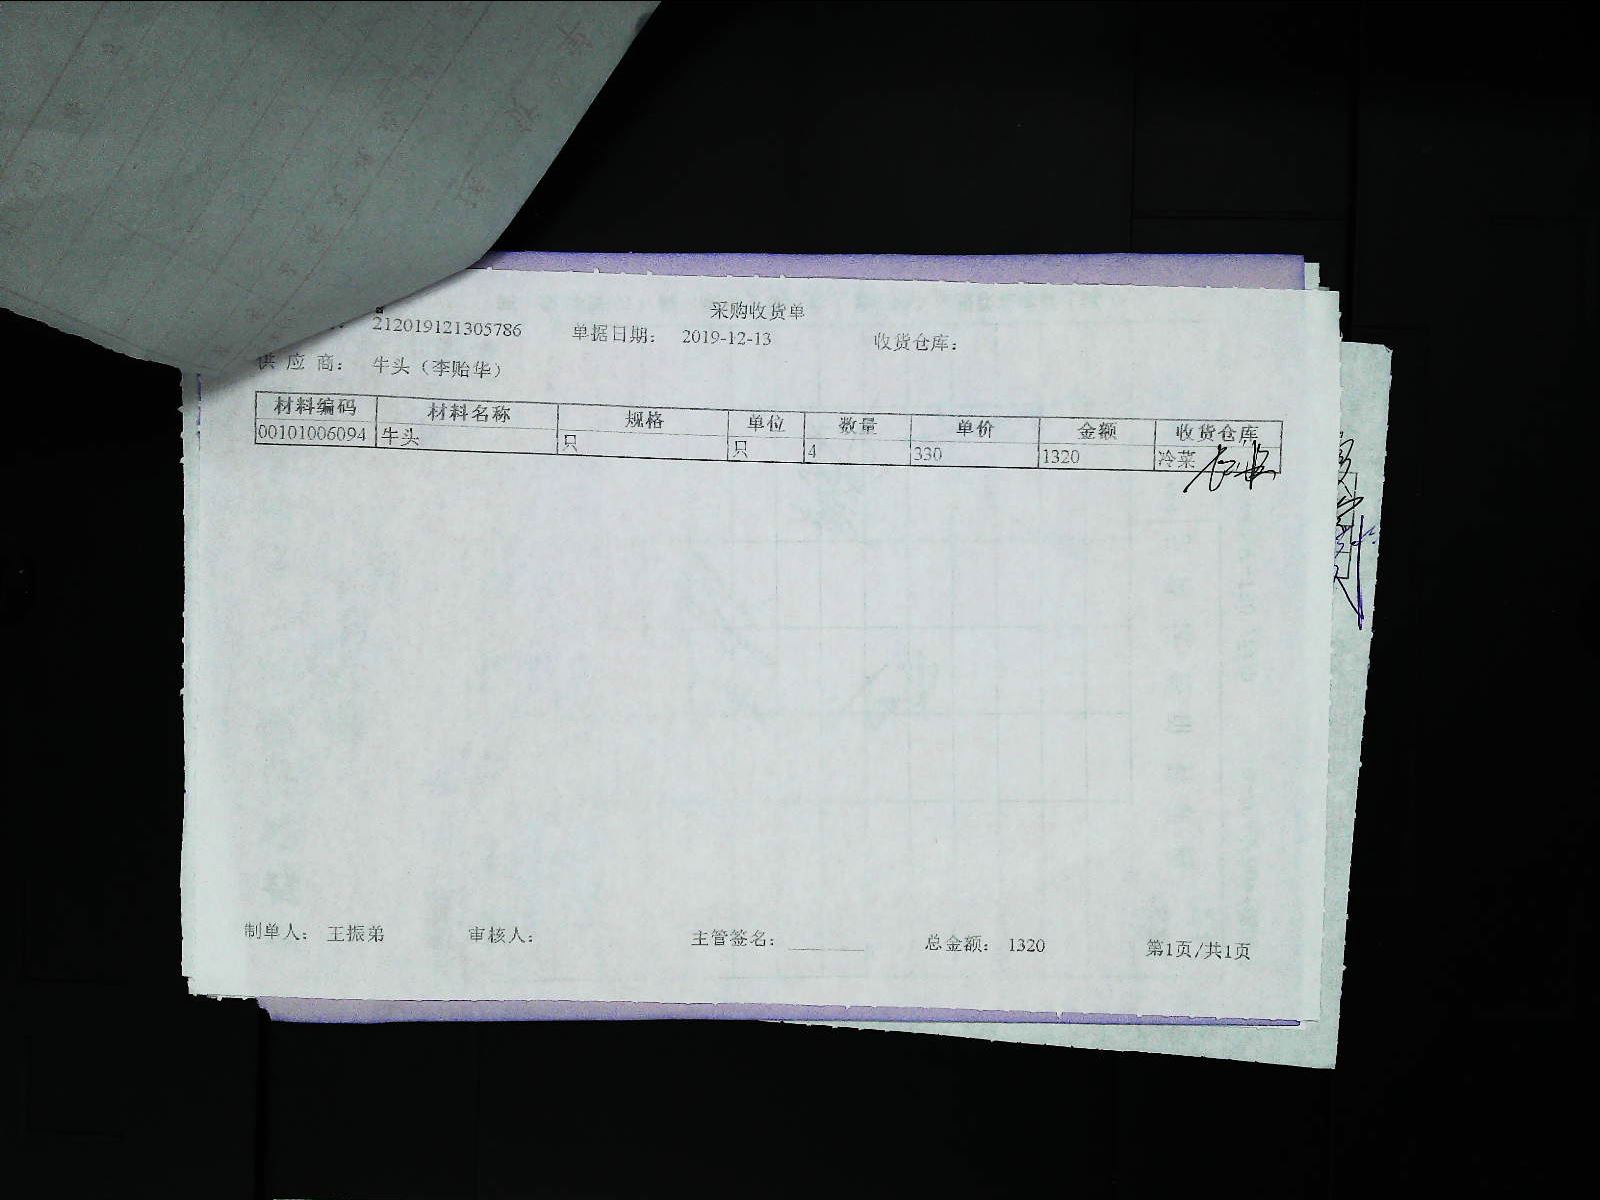 采购收货单
212019121305786 单据日期： 2019-12-13 收货仓库：
供 应 商： 牛头（李贻华）
材料编码 材料名称 规格 单位 数量 单价 金额 收货仓库
00101006094 牛头 只 只 4 330 1320 冷菜
制单人： 王振弟 审核人： 主管签名： 总金额： 1320 第1页/共1页